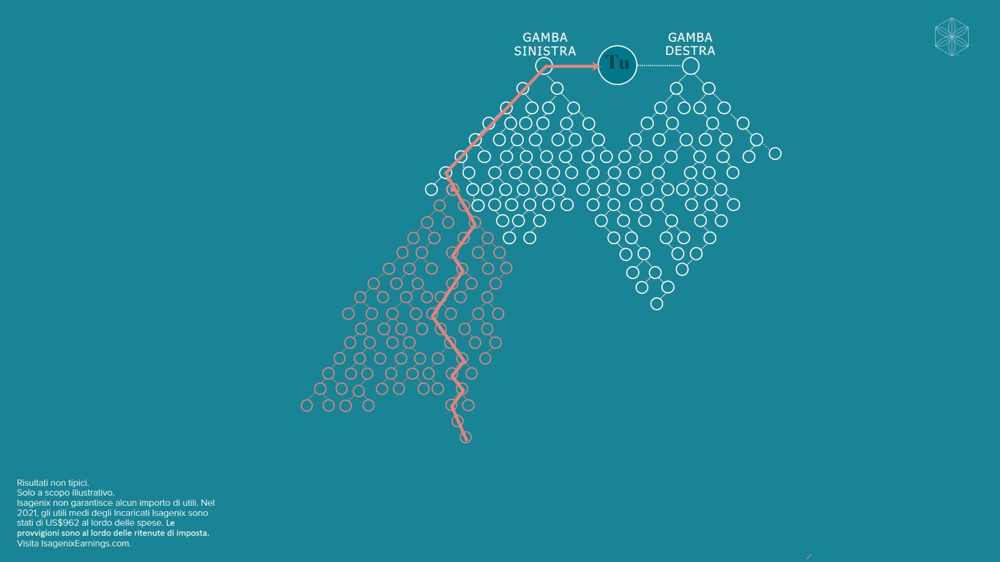 GAMBA
SINISTRA
GAMBA
DESTRA
Tu
Risultati non tipici.
Solo a scopo illustrativo.
Isagenix non garantisce alcun importo di utili. Nel
2021, gli utili medi degli Incaricati Isagenix sono
stati di US$962 al lordo delle spese. Le
provvigioni sono al lordo delle ritenute di imposta.
Visita IsagenixEarnings.com.